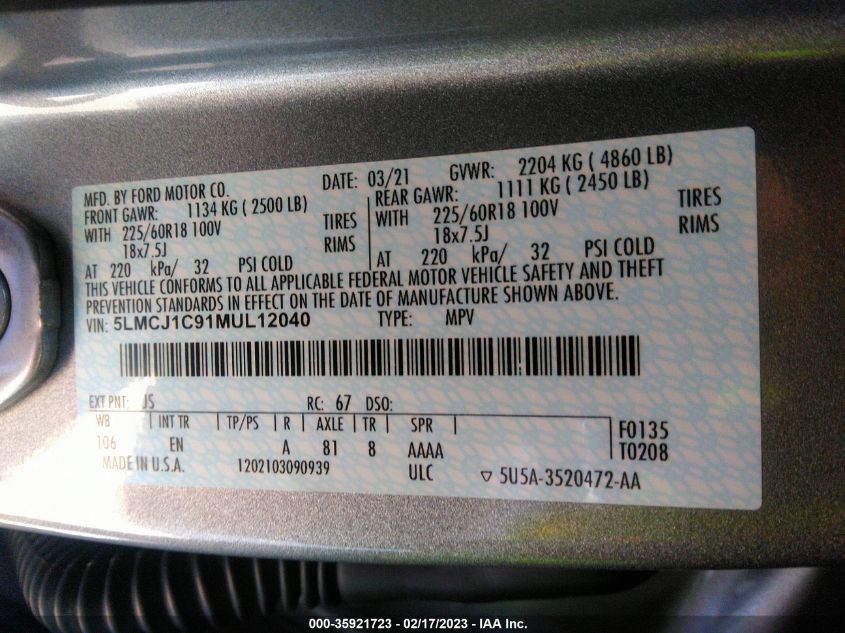 MFD. BY FORD MOTOR CO. DATE: 03/21 GVWR: 2204 KG ( 4860 LB)
FRONT GAWR: 1134 KG ( 2500 LB) REAR GAWR: 1111 KG ( 2450 LB)
WITH 225/60R18 100V TIRES WITH 225/60R18 100V TIRES
18x7.5J RIMS 18x7.5J RIMS
AT 220 kPa/ 32 PSI COLD AT 220 kPa/ 32 PSI COLD
THIS VEHICLE CONFORMS TO ALL APPLICABLE FEDERAL MOTOR VEHICLE SAFETY AND THEFT
PREVENTION STANDARDS IN EFFECT ON THE DATE OF MANUFACTURE SHOWN ABOVE.
VIN: 5LMCJ1C91MUL12040 TYPE: MPV
EXT PNT: JS RC: 67 DSO:
WB INT TR TP/PS R AXLE TR SPR F0135
106 EN A 81 8 AAAA T0208
MADE IN U.S.A. 1202103090939 ULC ▽ 5U5A-3520472-AA
000-35921723 - 02/17/2023 - IAA Inc.